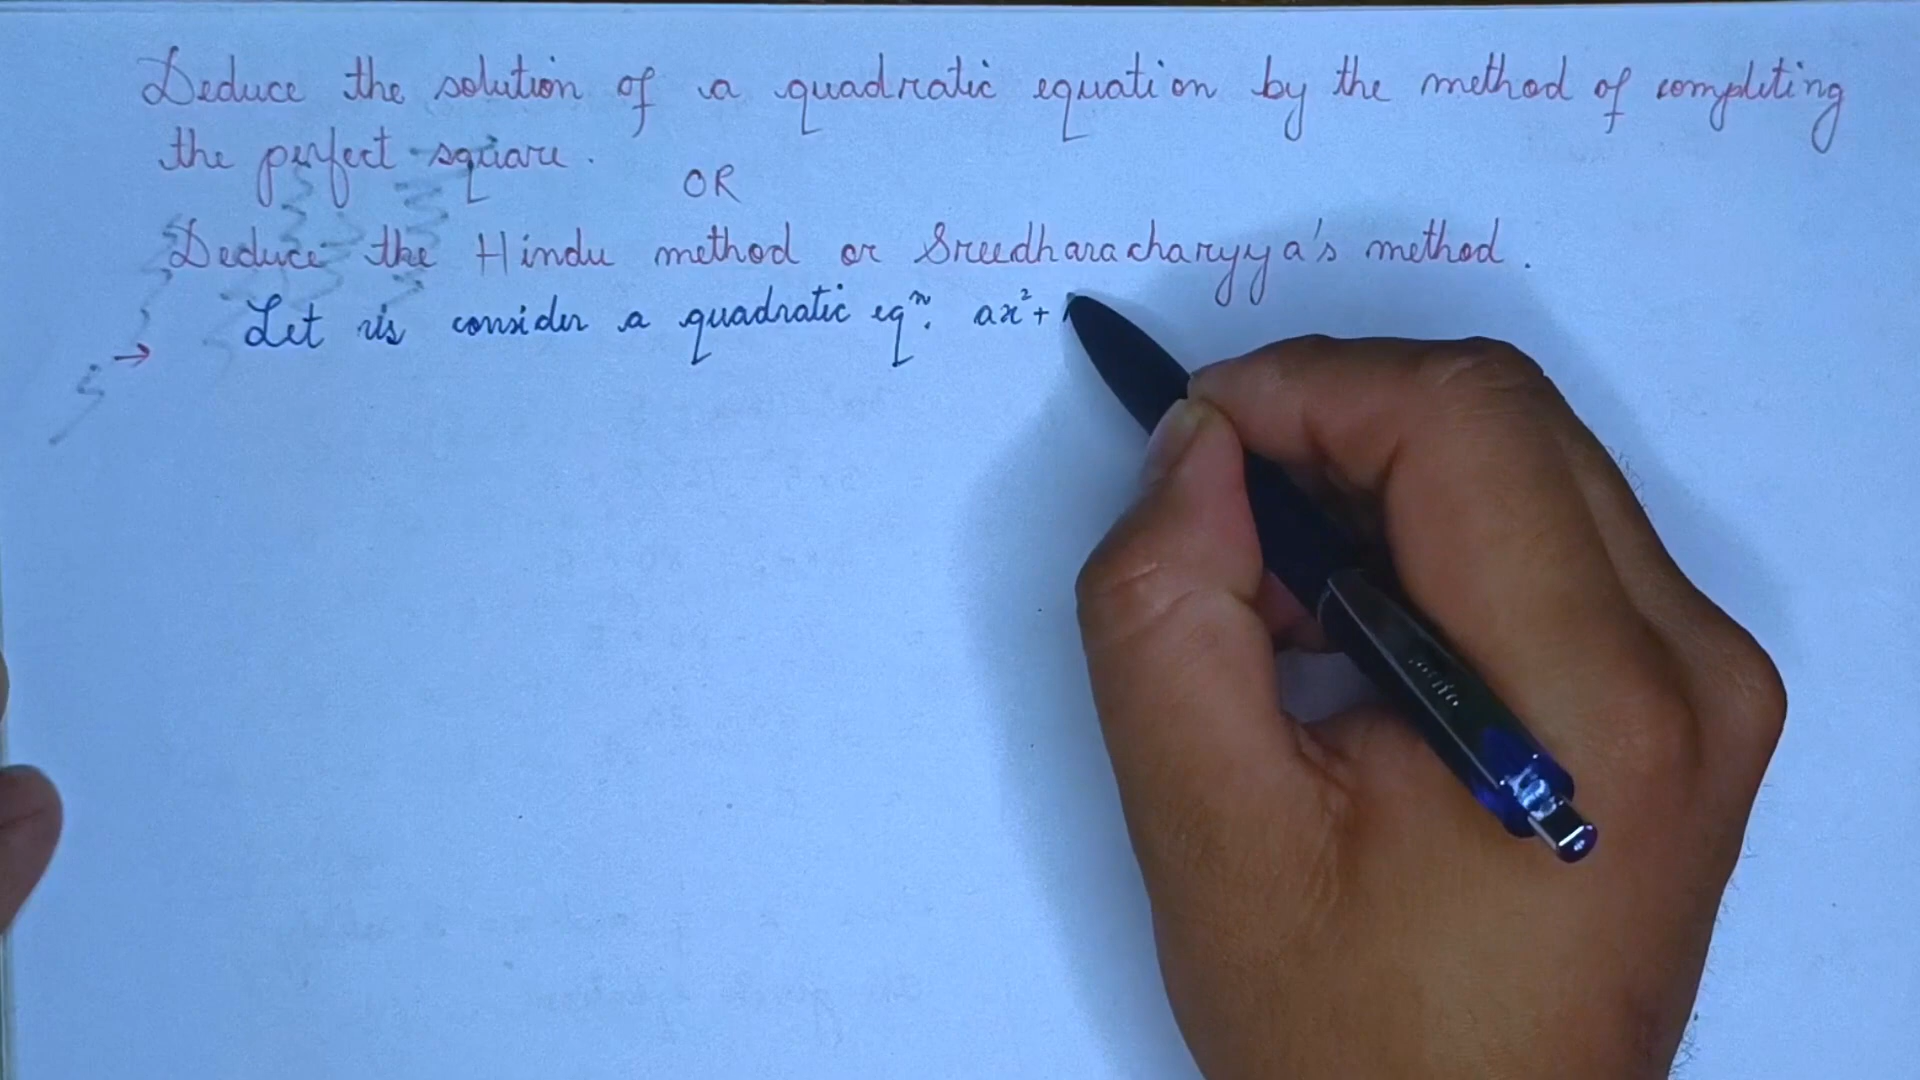 Deduce the solution of a quadratic equation by the method of completing
the perfect square.
OR
Deduce the Hindu method or Sreedharacharyya's method.
→ Let us consider a quadratic eqⁿ. ax² +